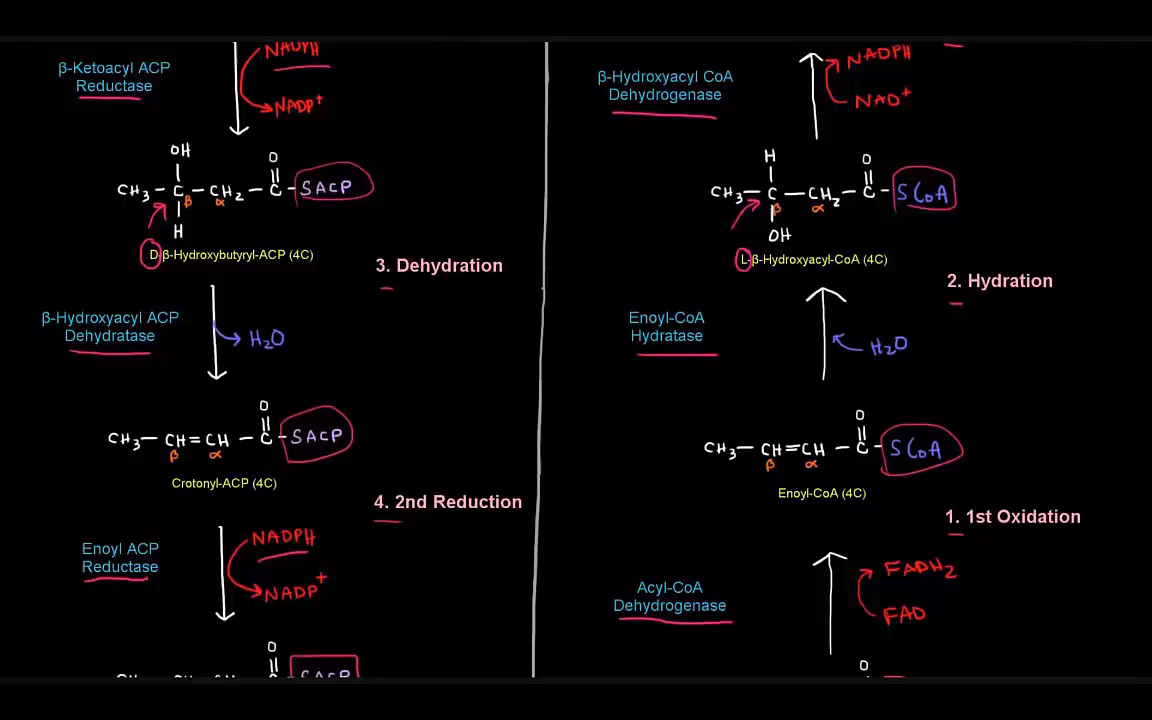 β-Ketoacyl ACP
Reductase
NADPH
NADP+
OH
O
CH3 - C - CH2 - C - SACP
β α
H
D-β-Hydroxybutyryl-ACP (4C)
3. Dehydration
β-Hydroxyacyl ACP
Dehydratase
H2O
O
CH3 - CH = CH - C - SACP
β α
Crotonyl-ACP (4C)
4. 2nd Reduction
Enoyl ACP
Reductase
NADPH
NADP+
O
SACP
β-Hydroxyacyl CoA
Dehydrogenase
NADPH
NAD+
H
O
CH3 - C - CH2 - C - SCoA
β α
OH
L-β-Hydroxyacyl-CoA (4C)
2. Hydration
Enoyl-CoA
Hydratase
H2O
O
CH3 - CH = CH - C - SCoA
β α
Enoyl-CoA (4C)
1. 1st Oxidation
Acyl-CoA
Dehydrogenase
FADH2
FAD
O